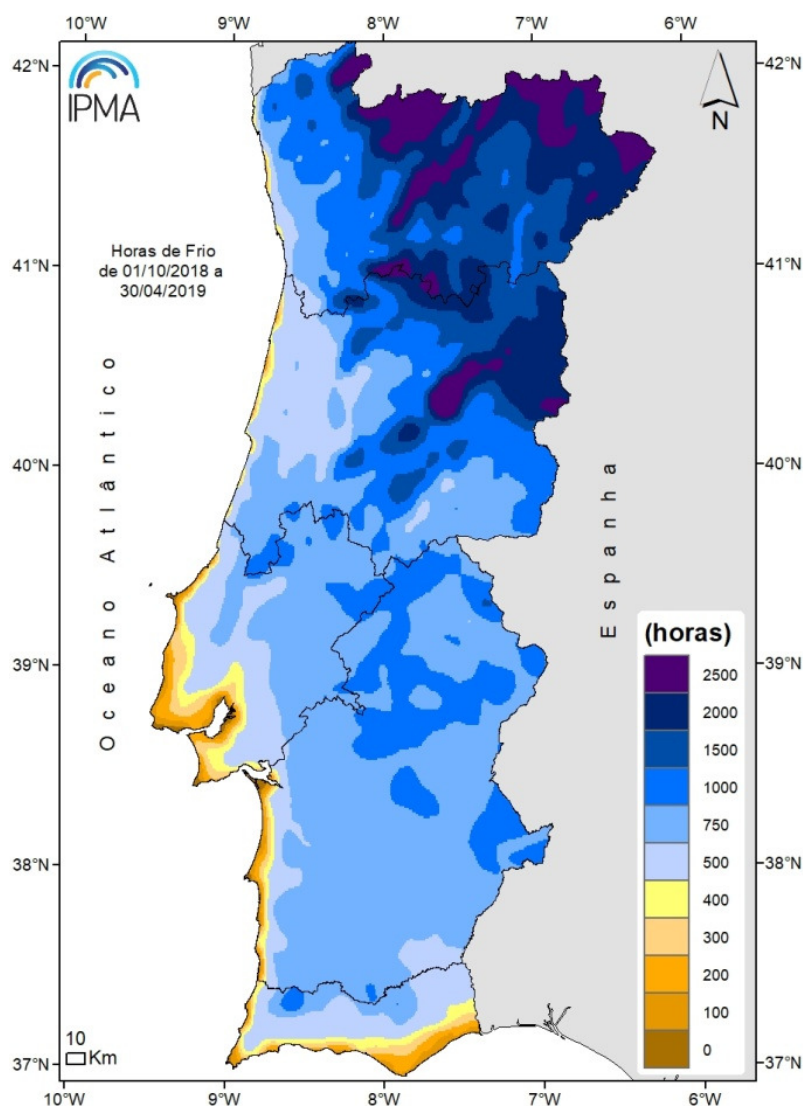 10°W 9°W 8°W 7°W 6°W
42°N
42°N
IPMA
N
Horas de Frio
de 01/10/2018 a
30/04/2019
41°N
41°N
Oceano Atlântico
40°N
40°N
Espanha
39°N
39°N
(horas)
2500
2000
1500
1000
750
500
400
300
200
100
0
38°N
38°N
10
Km
37°N
37°N
10°W 9°W 8°W 7°W 6°W